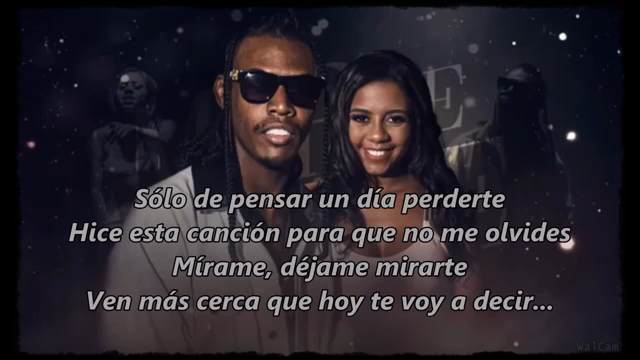 Sólo de pensar un día perderte
Hice esta canción para que no me olvides
Mírame, déjame mirarte
Ven más cerca que hoy te voy a decir...
WalCam